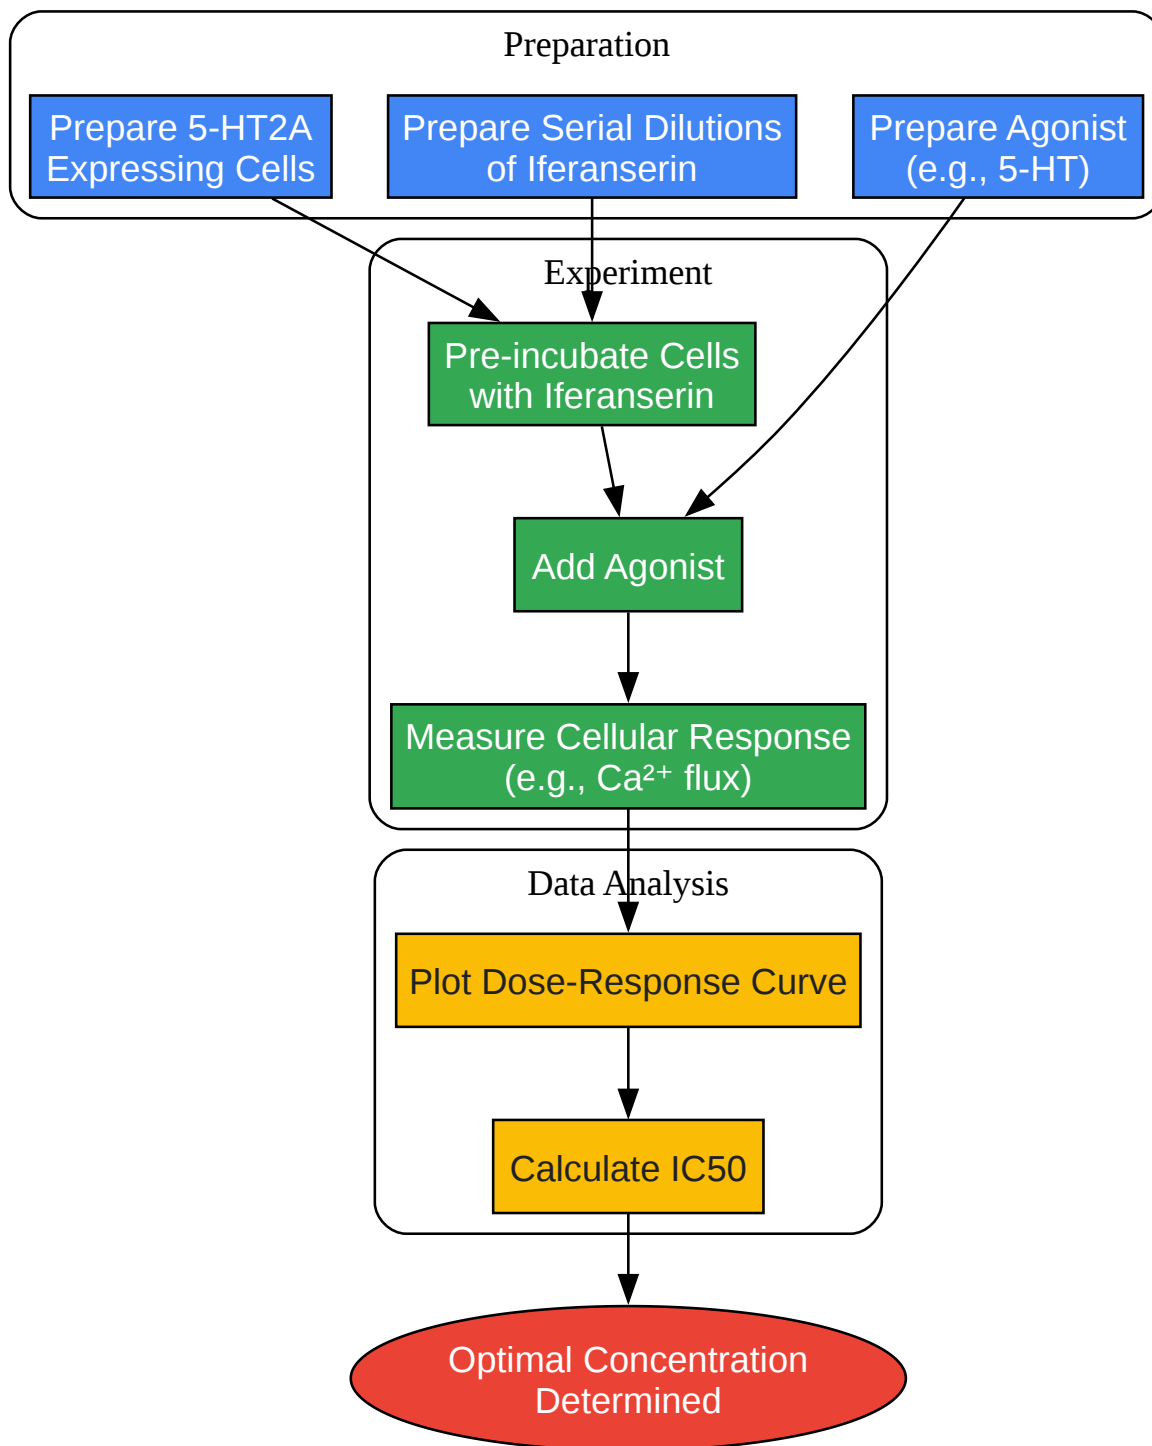 Preparation
Prepare 5-HT2A
Expressing Cells
Prepare Serial Dilutions
of Iferanserin
Prepare Agonist
(e.g., 5-HT)
Experiment
Pre-incubate Cells
with Iferanserin
Add Agonist
Measure Cellular Response
(e.g., Ca²⁺ flux)
Data Analysis
Plot Dose-Response Curve
Calculate IC50
Optimal Concentration
Determined